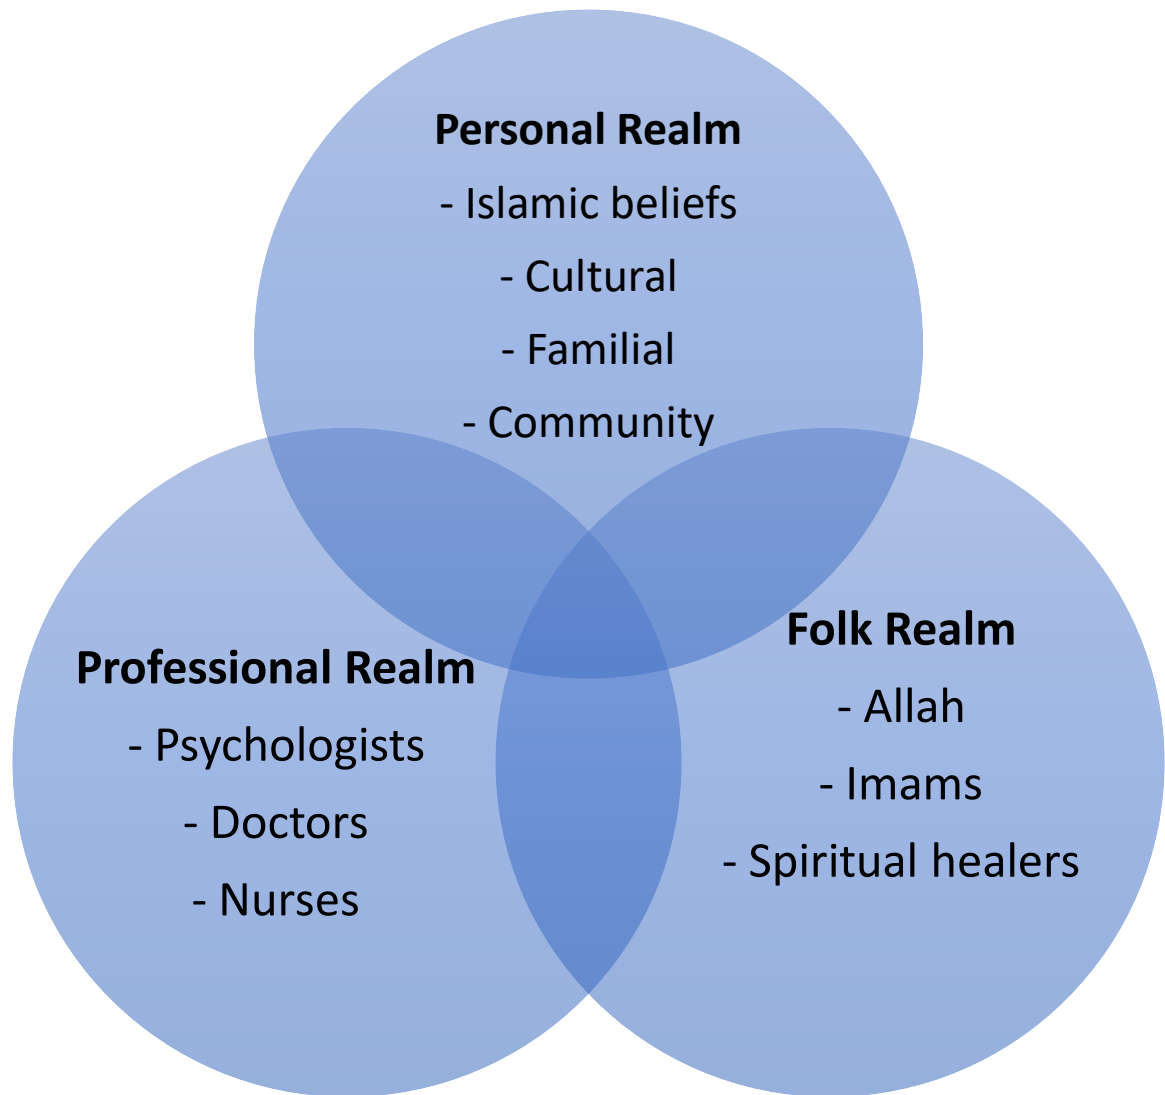 Personal Realm
- Islamic beliefs
- Cultural
- Familial
- Community
Professional Realm
- Psychologists
- Doctors
- Nurses
Folk Realm
- Allah
- Imams
- Spiritual healers